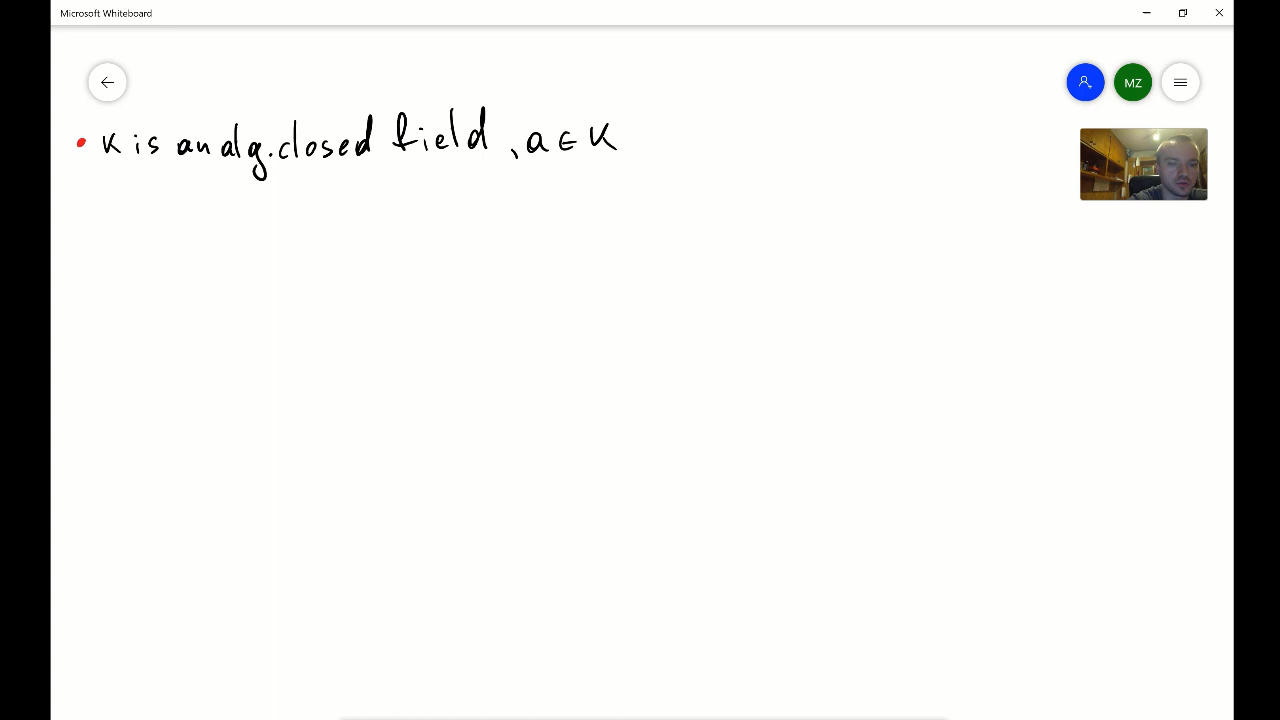 Microsoft Whiteboard
MZ
• K is an alg. closed field, a ∈ K